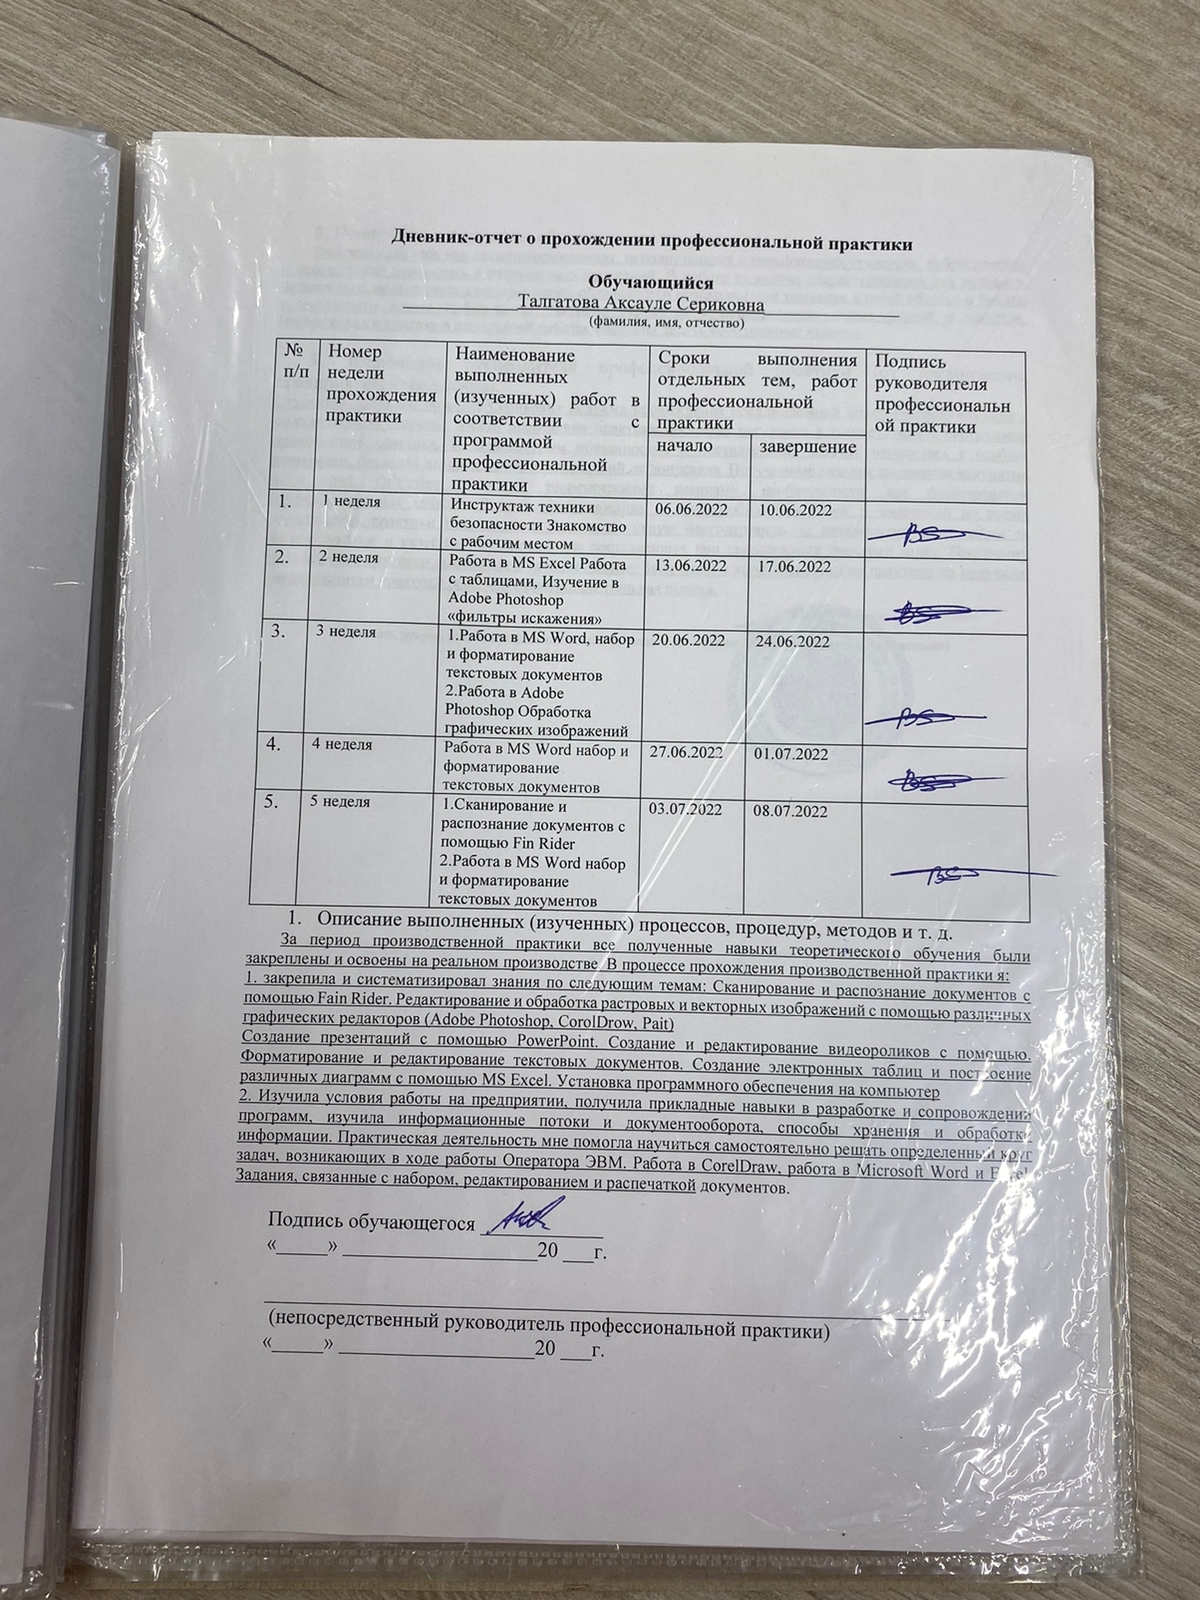 Дневник-отчет о прохождении профессиональной практики
Обучающийся
Талгатова Аксауле Сериковна
(фамилия, имя, отчество)
№ п/п
Номер
недели
прохождения
практики
Наименование
выполненных
(изученных) работ в
соответствии с
программой
профессиональной
практики
Сроки выполнения
отдельных тем, работ
профессиональной
практики
начало завершение
Подпись
руководителя
профессиональн
ой практики
1. 1 неделя
Инструктаж техники
безопасности Знакомство
с рабочим местом
06.06.2022 10.06.2022
2. 2 неделя
Работа в MS Excel Работа
с таблицами, Изучение в
Adobe Photoshop
«фильтры искажения»
13.06.2022 17.06.2022
3. 3 неделя
1.Работа в MS Word, набор
и форматирование
текстовых документов
2.Работа в Adobe
Photoshop Обработка
графических изображений
20.06.2022 24.06.2022
4. 4 неделя
Работа в MS Word набор и
форматирование
текстовых документов
27.06.2022 01.07.2022
5. 5 неделя
1.Сканирование и
распознание документов с
помощью Fin Rider
2.Работа в MS Word набор
и форматирование
текстовых документов
03.07.2022 08.07.2022
1. Описание выполненных (изученных) процессов, процедур, методов и т. д.
За период производственной практики все полученные навыки теоретического обучения были
закреплены и освоены на реальном производстве. В процессе прохождения производственной практики я:
1. закрепила и систематизировал знания по следующим темам: Сканирование и распознание документов с
помощью Fain Rider. Редактирование и обработка растровых и векторных изображений с помощью различных
графических редакторов (Adobe Photoshop, CorolDrow, Pait)
Создание презентаций с помощью PowerPoint. Создание и редактирование видеороликов с помощью.
Форматирование и редактирование текстовых документов. Создание электронных таблиц и построение
различных диаграмм с помощью MS Excel. Установка программного обеспечения на компьютер
2. Изучила условия работы на предприятии, получила прикладные навыки в разработке и сопровождении
программ, изучила информационные потоки и документооборота, способы хранения и обработки
информации. Практическая деятельность мне помогла научиться самостоятельно решать определенный круг
задач, возникающих в ходе работы Оператора ЭВМ. Работа в CorelDraw, работа в Microsoft Word и Excel
Задания, связанные с набором, редактированием и распечаткой документов.
Подпись обучающегося
«_____» ____________________20 ___г.
(непосредственный руководитель профессиональной практики)
«_____» ____________________20 ___г.